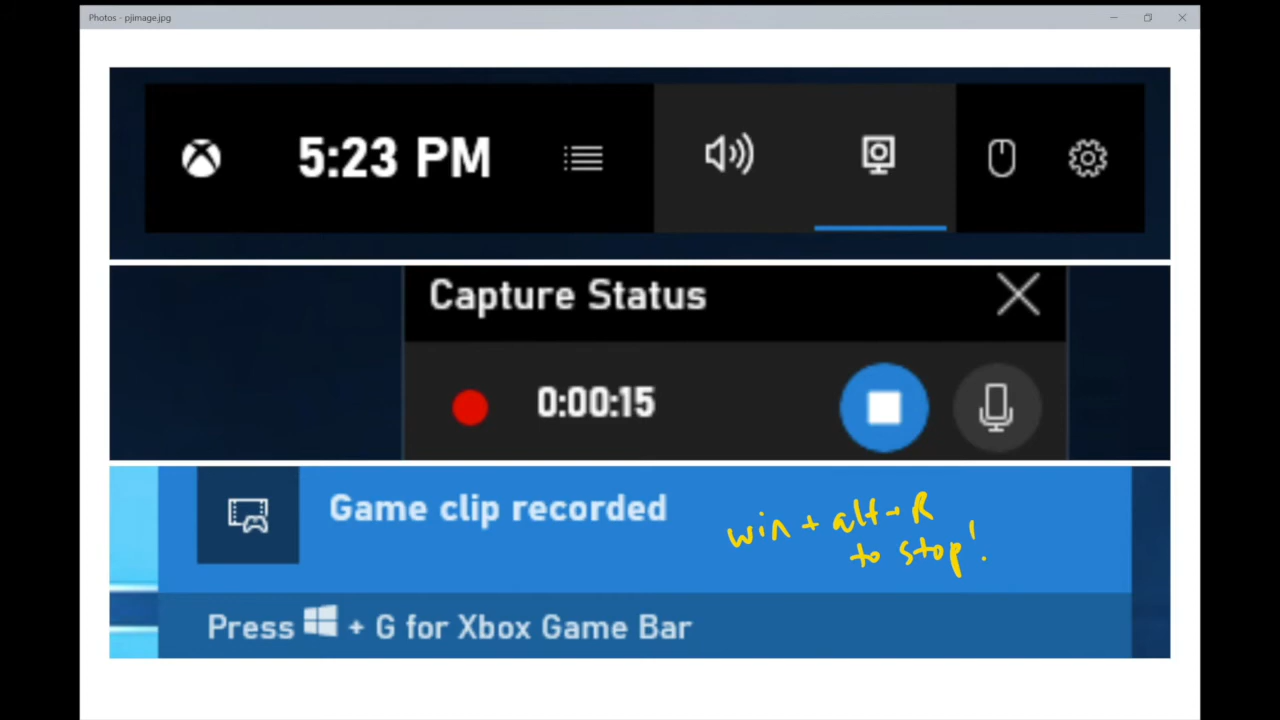 Photos - pjimage.jpg
5:23 PM
Capture Status
0:00:15
Game clip recorded
win + alt + R
to stop!
Press + G for Xbox Game Bar